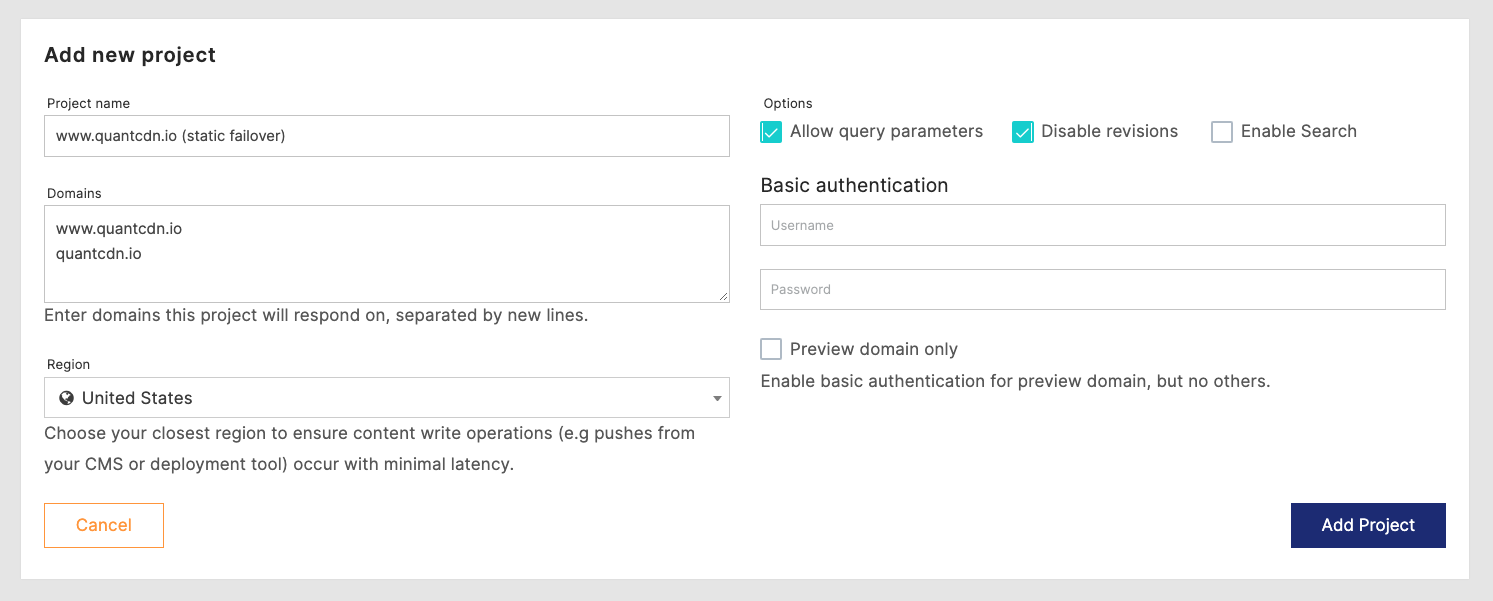 Add new project
Project name
www.quantcdn.io (static failover)
Domains
www.quantcdn.io
quantcdn.io
Enter domains this project will respond on, separated by new lines.
Region
United States
Choose your closest region to ensure content write operations (e.g pushes from
your CMS or deployment tool) occur with minimal latency.
Cancel
Options
Allow query parameters
Disable revisions
Enable Search
Basic authentication
Username
Password
Preview domain only
Enable basic authentication for preview domain, but no others.
Add Project